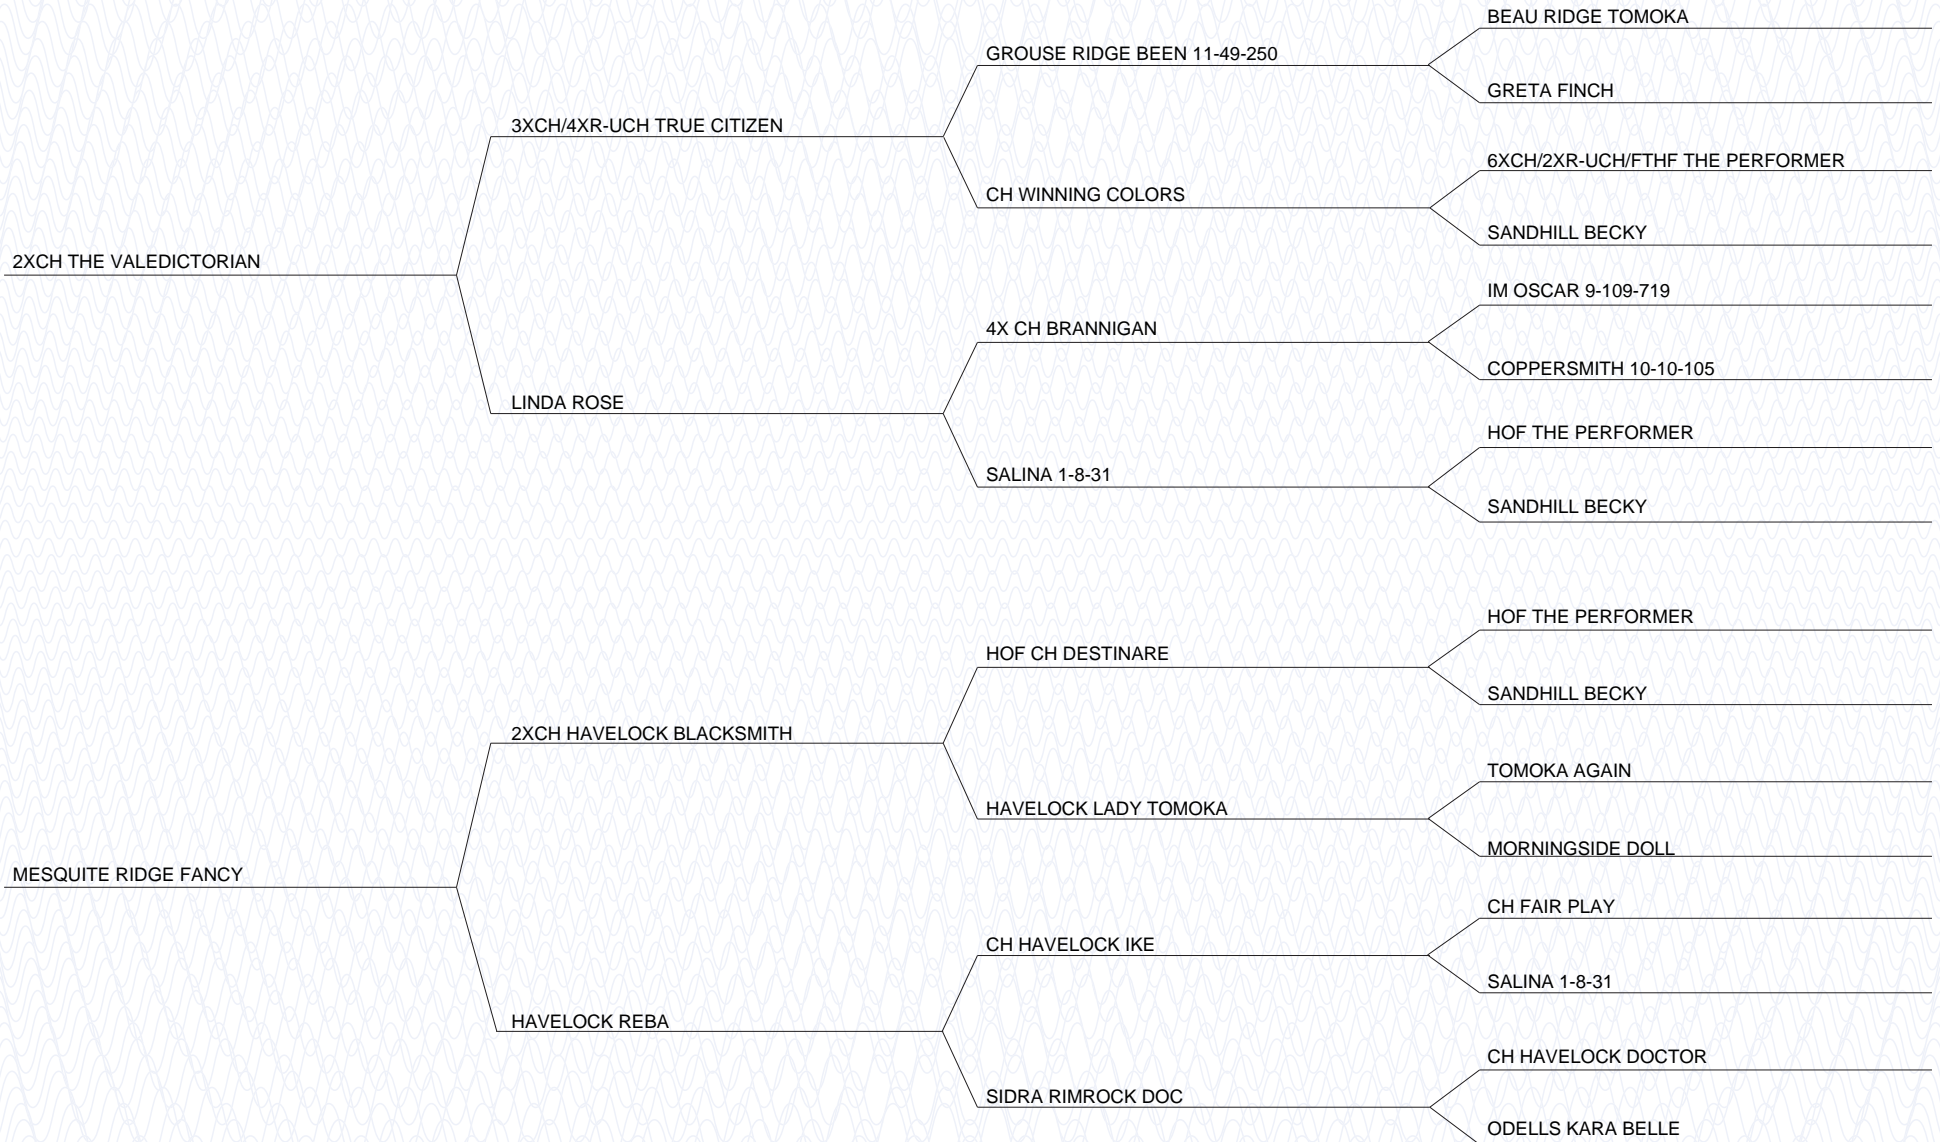 BEAU RIDGE TOMOKA
GROUSE RIDGE BEEN 11-49-250
GRETA FINCH
3XCH/4XR-UCH TRUE CITIZEN
6XCH/2XR-UCH/FTHF THE PERFORMER
CH WINNING COLORS
SANDHILL BECKY
2XCH THE VALEDICTORIAN
IM OSCAR 9-109-719
4X CH BRANNIGAN
COPPERSMITH 10-10-105
LINDA ROSE
HOF THE PERFORMER
SALINA 1-8-31
SANDHILL BECKY
HOF THE PERFORMER
HOF CH DESTINARE
SANDHILL BECKY
2XCH HAVELOCK BLACKSMITH
TOMOKA AGAIN
HAVELOCK LADY TOMOKA
MORNINGSIDE DOLL
MESQUITE RIDGE FANCY
CH FAIR PLAY
CH HAVELOCK IKE
SALINA 1-8-31
HAVELOCK REBA
CH HAVELOCK DOCTOR
SIDRA RIMROCK DOC
ODELLS KARA BELLE